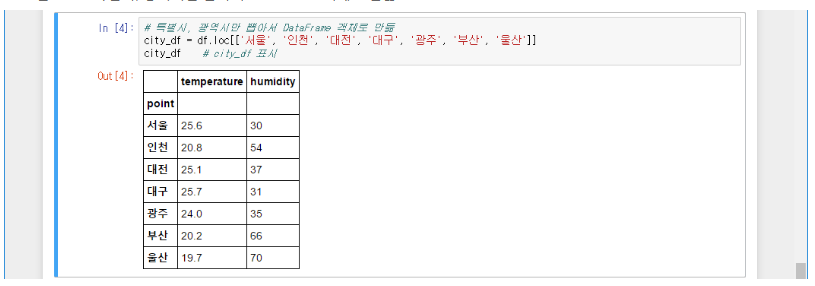 In [4]: # 특별시, 광역시만 뽑아서 DataFrame 객체로 만듦
city_df = df.loc[['서울', '인천', '대전', '대구', '광주', '부산', '울산']]
city_df # city_df 표시
Out[4]:
temperature humidity
point
서울 25.6 30
인천 20.8 54
대전 25.1 37
대구 25.7 31
광주 24.0 35
부산 20.2 66
울산 19.7 70